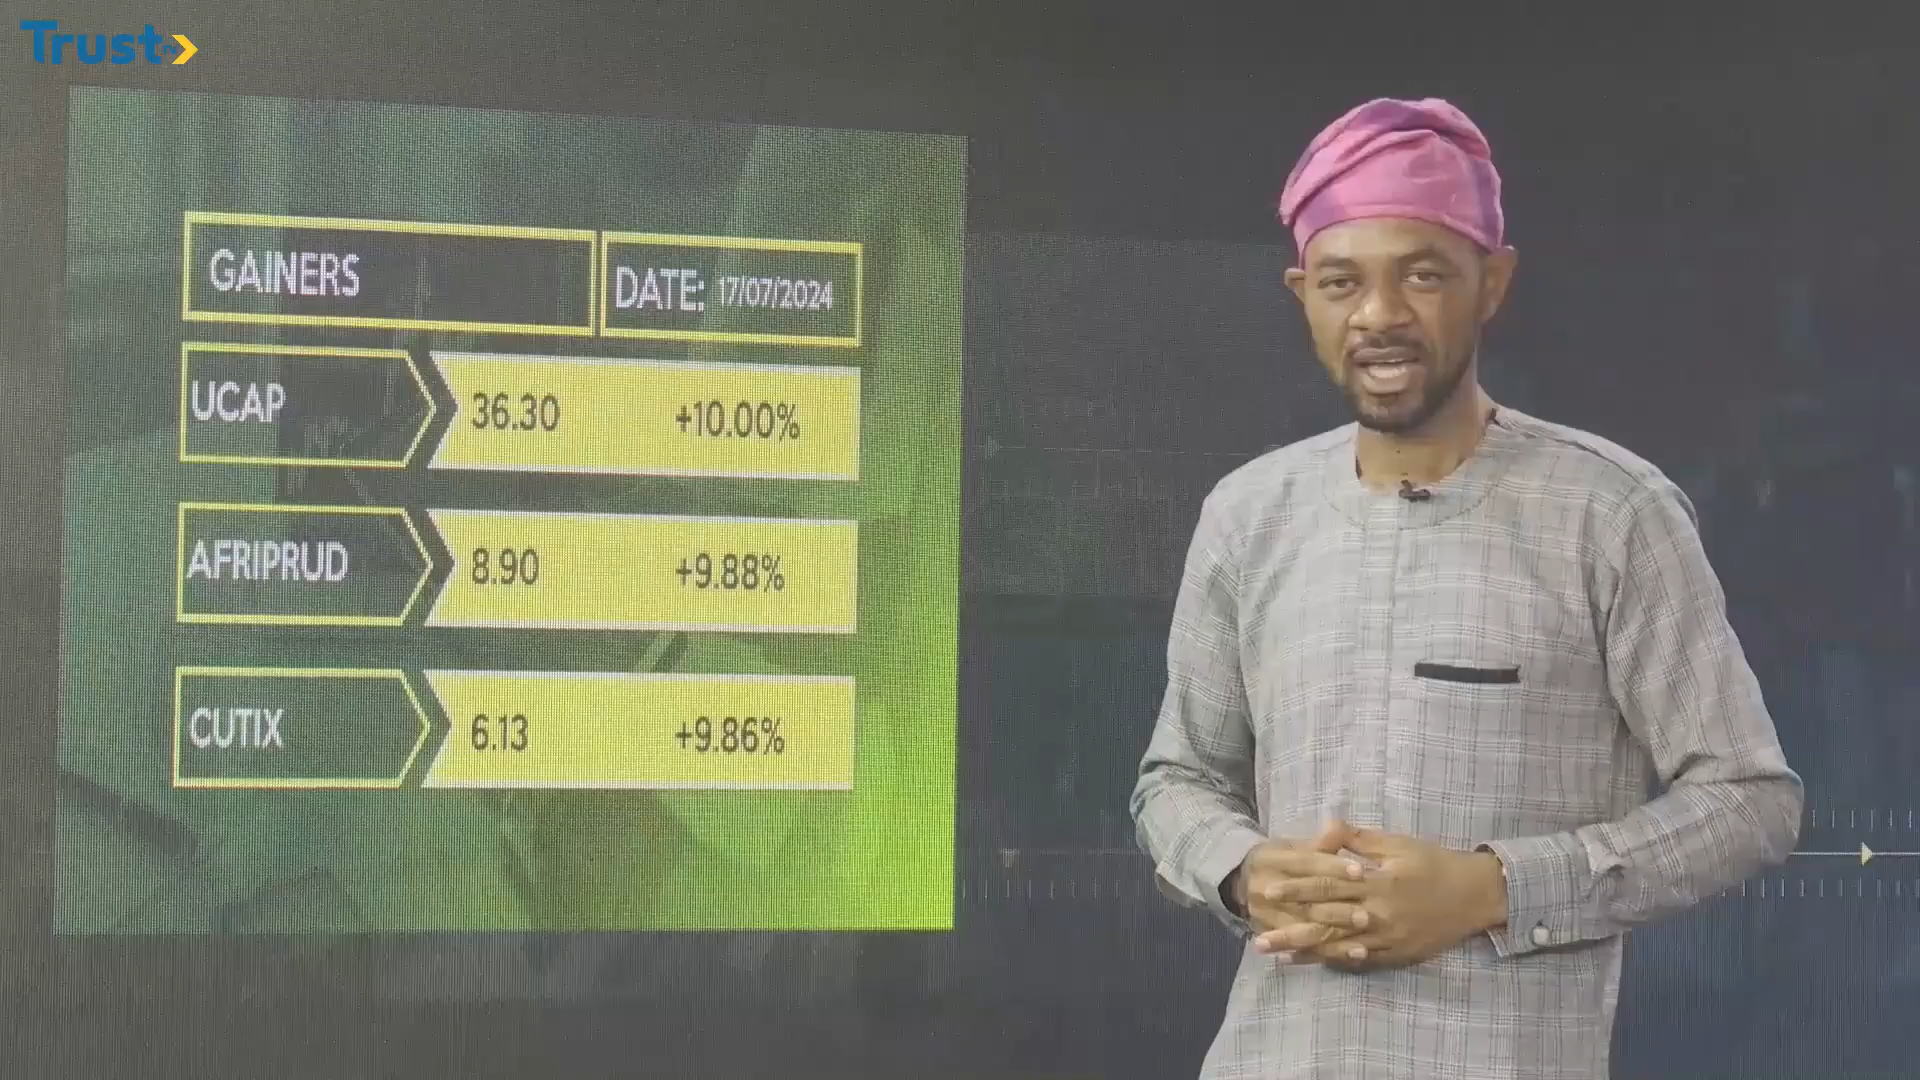 Trust TV
GAINERS
DATE: 17/07/2024
UCAP 36.30 +10.00%
AFRIPRUD 8.90 +9.88%
CUTIX 6.13 +9.86%